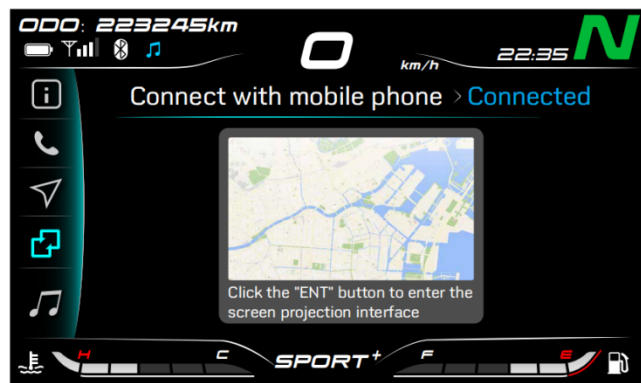 ODO: 223245km
0
km/h
22:35
N
Connect with mobile phone > Connected
Click the "ENT" button to enter the
screen projection interface
H
C
SPORT+
F
E